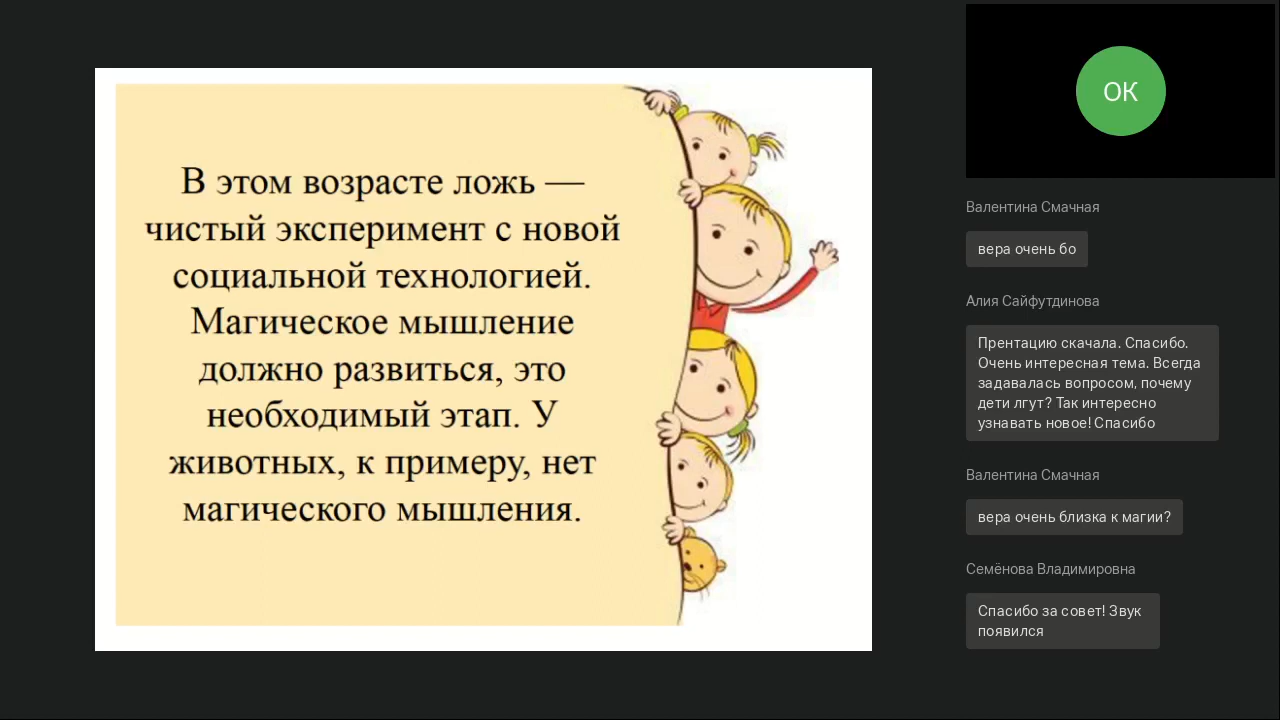 В этом возрасте ложь —
чистый эксперимент с новой
социальной технологией.
Магическое мышление
должно развиться, это
необходимый этап. У
животных, к примеру, нет
магического мышления.
ОК
Валентина Смачная
вера очень бо
Алия Сайфутдинова
Прентацию скачала. Спасибо.
Очень интересная тема. Всегда
задавалась вопросом, почему
дети лгут? Так интересно
узнавать новое! Спасибо
Валентина Смачная
вера очень близка к магии?
Семёнова Владимировна
Спасибо за совет! Звук
появился